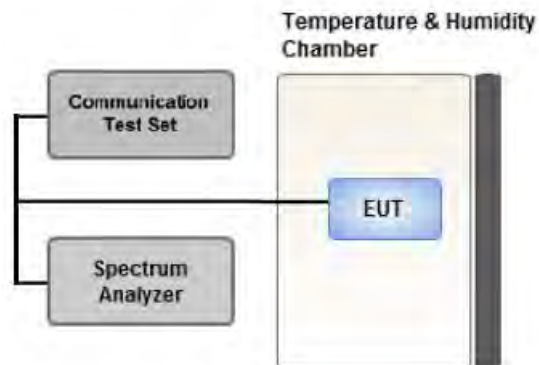 Temperature & Humidity
Chamber
Communication
Test Set
EUT
Spectrum
Analyzer